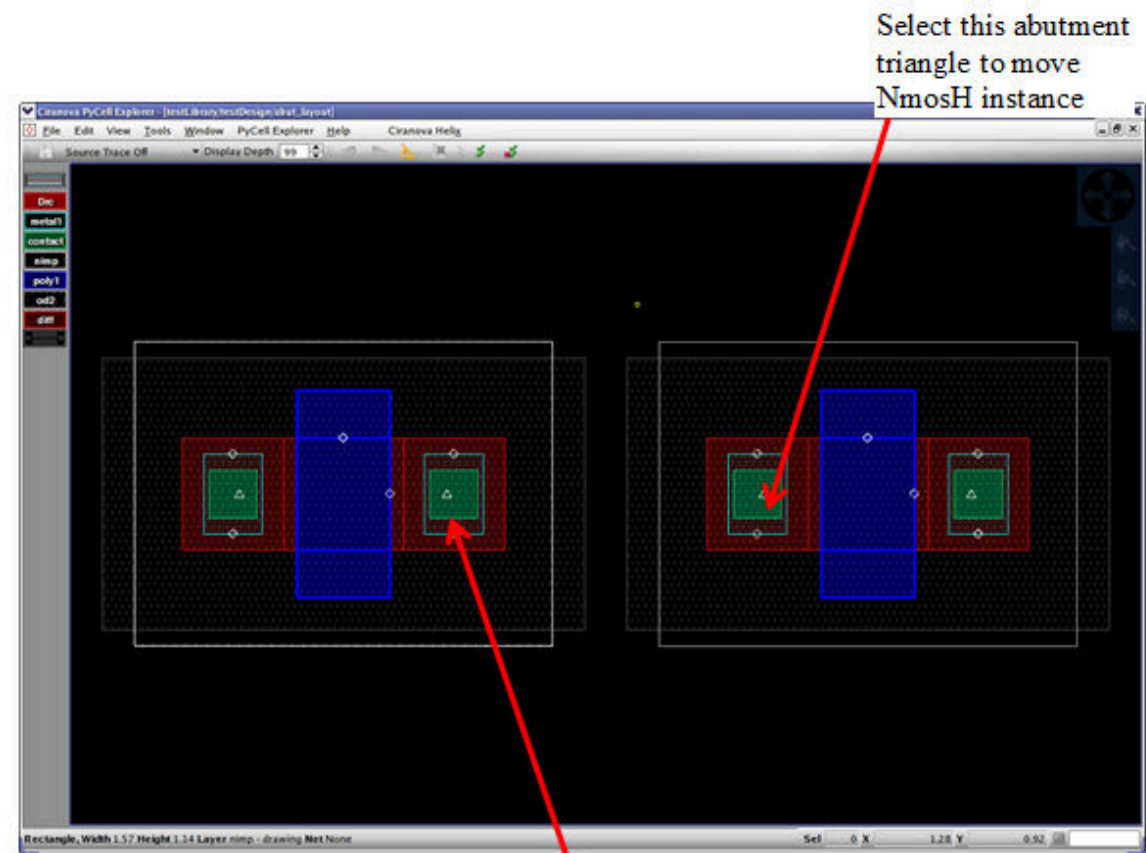 Select this abutment
triangle to move
NmosH instance
Ciranova PyCell Explorer - [testLibrary/testDesign/abut_layout]
File Edit View Tools Window PyCell Explorer Help Ciranova Helix
Source Trace Off Display Depth 99
Drc
metal1
contact
nimp
poly1
od2
diff
Rectangle, Width 1.57 Height 1.14 Layer nimp - drawing Net None Sel 0 X 1.28 Y 0.92